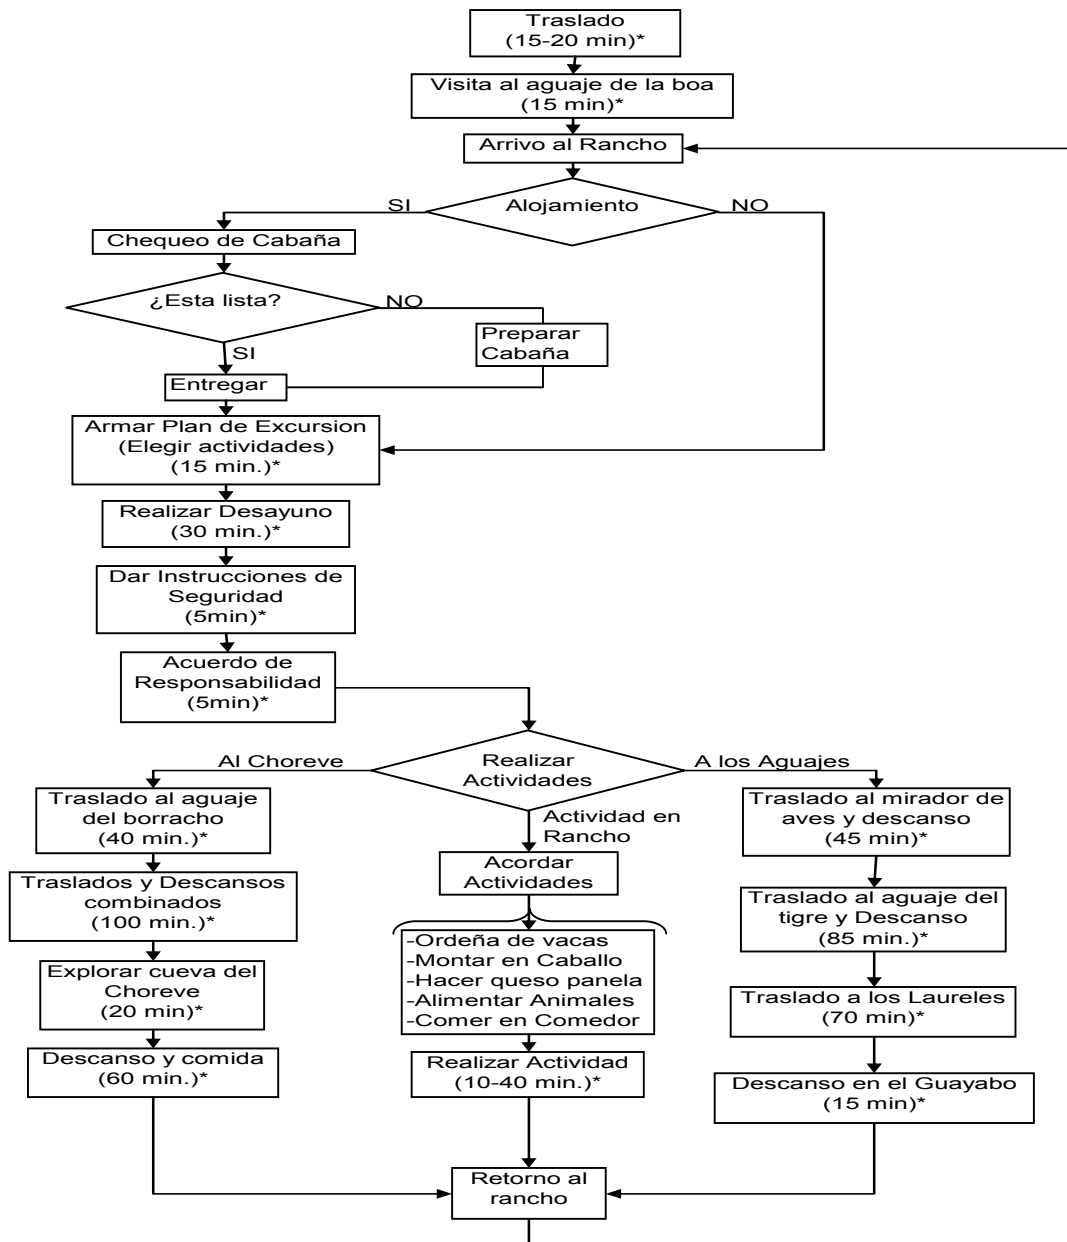 Traslado
(15-20 min)*
Visita al aguaje de la boa
(15 min)*
Arrivo al Rancho
Alojamiento
SI
NO
Chequeo de Cabaña
¿Esta lista?
NO
Preparar
Cabaña
SI
Entregar
Armar Plan de Excursion
(Elegir actividades)
(15 min.)*
Realizar Desayuno
(30 min.)*
Dar Instrucciones de
Seguridad
(5min)*
Acuerdo de
Responsabilidad
(5min)*
Realizar
Actividades
Al Choreve
Actividad en
Rancho
A los Aguajes
Traslado al aguaje
del borracho
(40 min.)*
Traslados y Descansos
combinados
(100 min.)*
Explorar cueva del
Choreve
(20 min)*
Descanso y comida
(60 min.)*
Acordar
Actividades
-Ordeña de vacas
-Montar en Caballo
-Hacer queso panela
-Alimentar Animales
-Comer en Comedor
Realizar Actividad
(10-40 min.)*
Traslado al mirador de
aves y descanso
(45 min)*
Traslado al aguaje del
tigre y Descanso
(85 min.)*
Traslado a los Laureles
(70 min)*
Descanso en el Guayabo
(15 min)*
Retorno al
rancho